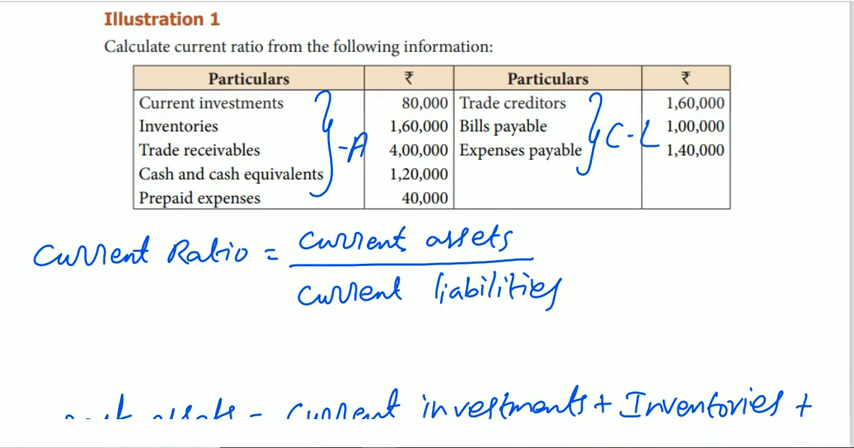 Illustration 1
Calculate current ratio from the following information:
Particulars ₹ Particulars ₹
Current investments 80,000 Trade creditors 1,60,000
Inventories 1,60,000 Bills payable 1,00,000
Trade receivables 4,00,000 Expenses payable 1,40,000
Cash and cash equivalents 1,20,000
Prepaid expenses 40,000
-A
C-L
Current Ratio = Current assets
Current liabilities
assets = Current investments + Inventories +